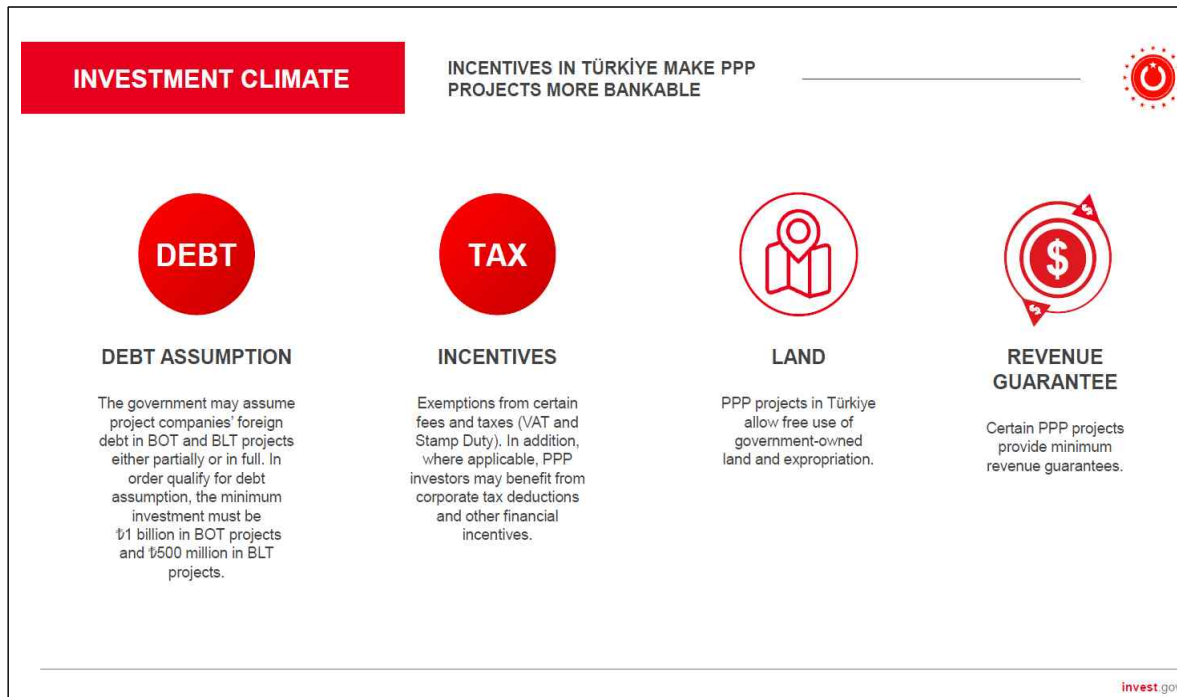 INVESTMENT CLIMATE
INCENTIVES IN TÜRKİYE MAKE PPP
PROJECTS MORE BANKABLE
DEBT
DEBT ASSUMPTION
The government may assume
project companies' foreign
debt in BOT and BLT projects
either partially or in full. In
order qualify for debt
assumption, the minimum
investment must be
₺1 billion in BOT projects
and ₺500 million in BLT
projects.
TAX
INCENTIVES
Exemptions from certain
fees and taxes (VAT and
Stamp Duty). In addition,
where applicable, PPP
investors may benefit from
corporate tax deductions
and other financial
incentives.
LAND
PPP projects in Türkiye
allow free use of
government-owned
land and expropriation.
$
$
$
REVENUE
GUARANTEE
Certain PPP projects
provide minimum
revenue guarantees.
invest.gov